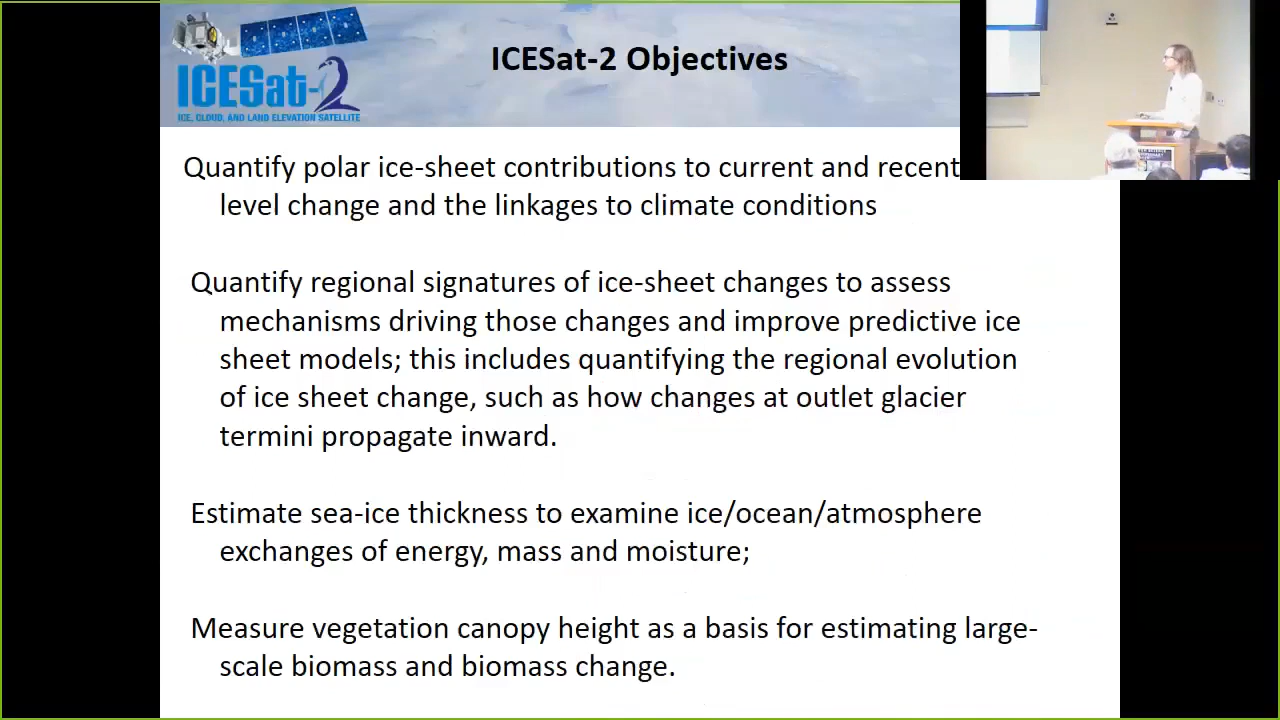 ICESat-2 Objectives
ICESat-2
ICE, CLOUD, AND LAND ELEVATION SATELLITE
Quantify polar ice-sheet contributions to current and recent
level change and the linkages to climate conditions
Quantify regional signatures of ice-sheet changes to assess
mechanisms driving those changes and improve predictive ice
sheet models; this includes quantifying the regional evolution
of ice sheet change, such as how changes at outlet glacier
termini propagate inward.
Estimate sea-ice thickness to examine ice/ocean/atmosphere
exchanges of energy, mass and moisture;
Measure vegetation canopy height as a basis for estimating large-
scale biomass and biomass change.